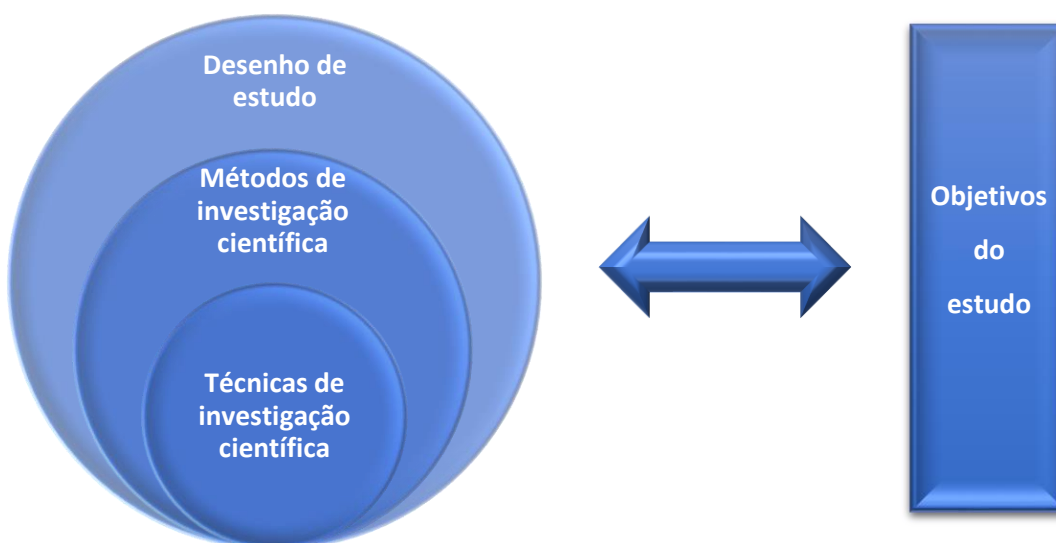 Desenho de
estudo
Métodos de
investigação
científica
Técnicas de
investigação
científica
Objetivos
do
estudo